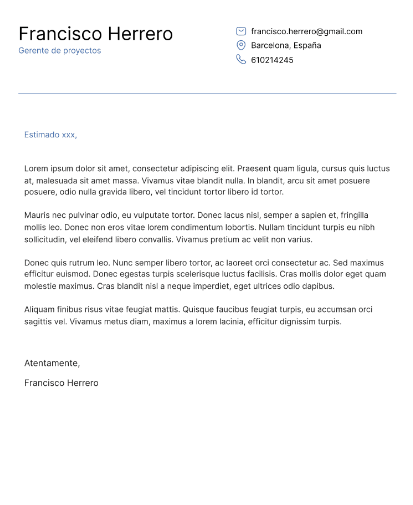 Francisco Herrero
Gerente de proyectos
francisco.herrero@gmail.com
Barcelona, España
610214245
Estimado xxx,
Lorem ipsum dolor sit amet, consectetur adipiscing elit. Praesent quam ligula, cursus quis luctus
at, malesuada sit amet massa. Vivamus vitae blandit nulla. In blandit, arcu sit amet posuere
posuere, odio nulla gravida libero, vel tincidunt tortor libero id tortor.
Mauris nec pulvinar odio, eu vulputate tortor. Donec lacus nisl, semper a sapien et, fringilla
mollis leo. Donec non eros vitae lorem condimentum lobortis. Nullam tincidunt turpis eu nibh
sollicitudin, vel eleifend libero convallis. Vivamus pretium ac velit non varius.
Donec quis rutrum leo. Nunc semper libero tortor, ac laoreet orci consectetur ac. Sed maximus
efficitur euismod. Donec egestas turpis scelerisque luctus facilisis. Cras mollis dolor eget quam
molestie maximus. Cras blandit nisl a neque imperdiet, eget ultrices odio dapibus.
Aliquam finibus risus vitae feugiat mattis. Quisque faucibus feugiat turpis, eu accumsan orci
sagittis vel. Vivamus metus diam, maximus a lorem lacinia, efficitur dignissim turpis.
Atentamente,
Francisco Herrero